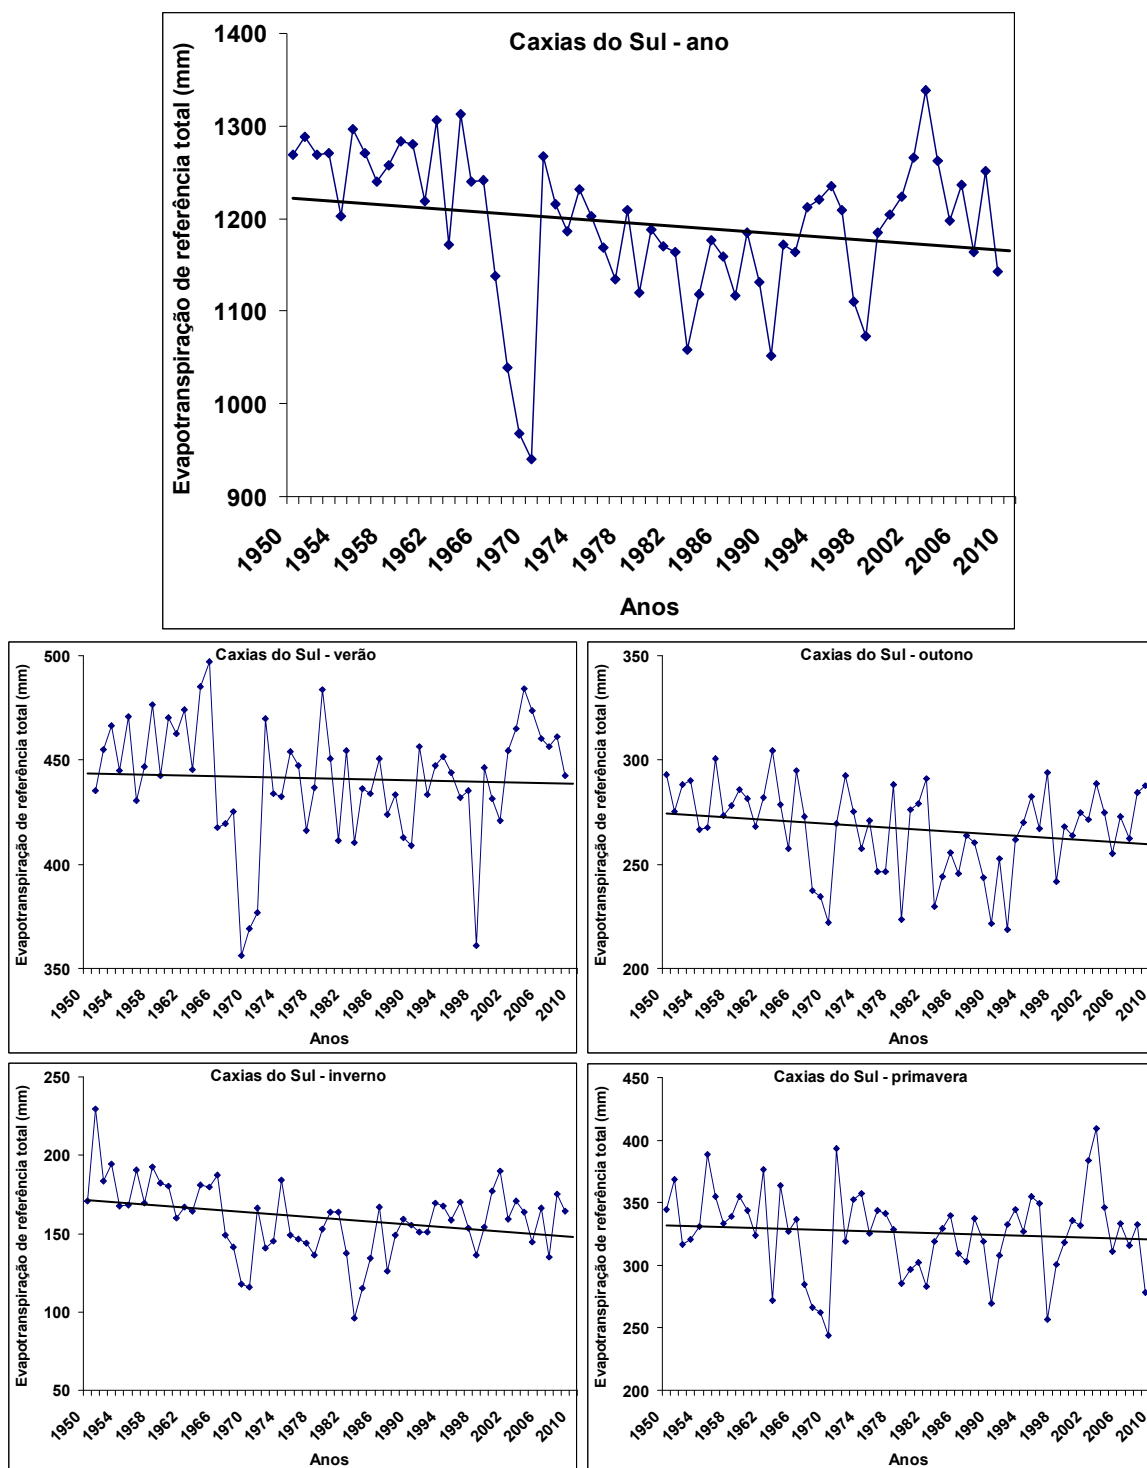 Caxias do Sul - ano
Evapotranspiração de referência total (mm)
1400
1300
1200
1100
1000
900
1950 1954 1958 1962 1966 1970 1974 1978 1982 1986 1990 1994 1998 2002 2006 2010
Anos
Caxias do Sul - verão
Evapotranspiração de referência total (mm)
500
450
400
350
1950 1954 1958 1962 1966 1970 1974 1978 1982 1986 1990 1994 1998 2002 2006 2010
Anos
Caxias do Sul - outono
Evapotranspiração de referência total (mm)
350
300
250
200
1950 1954 1958 1962 1966 1970 1974 1978 1982 1986 1990 1994 1998 2002 2006 2010
Anos
Caxias do Sul - inverno
Evapotranspiração de referência total (mm)
250
200
150
100
50
1950 1954 1958 1962 1966 1970 1974 1978 1982 1986 1990 1994 1998 2002 2006 2010
Anos
Caxias do Sul - primavera
Evapotranspiração de referência total (mm)
450
400
350
300
250
200
1950 1954 1958 1962 1966 1970 1974 1978 1982 1986 1990 1994 1998 2002 2006 2010
Anos